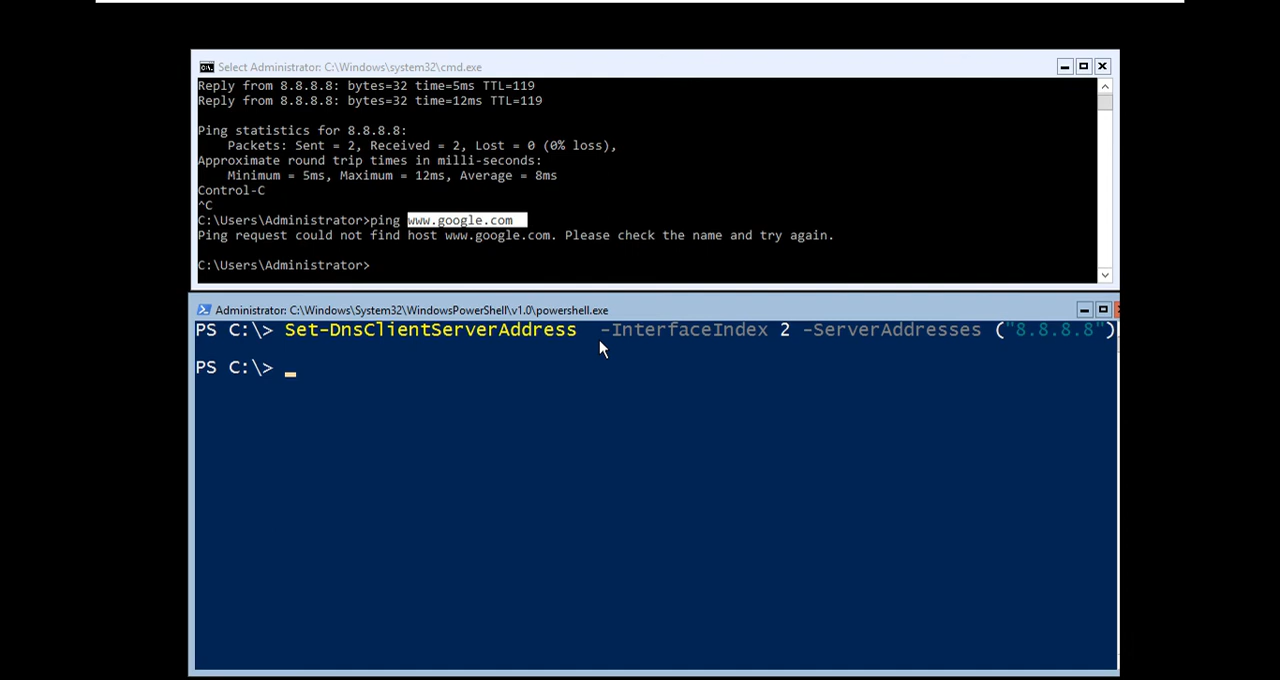 Select Administrator: C:\Windows\system32\cmd.exe
Reply from 8.8.8.8: bytes=32 time=5ms TTL=119
Reply from 8.8.8.8: bytes=32 time=12ms TTL=119
Ping statistics for 8.8.8.8:
Packets: Sent = 2, Received = 2, Lost = 0 (0% loss),
Approximate round trip times in milli-seconds:
Minimum = 5ms, Maximum = 12ms, Average = 8ms
Control-C
^C
C:\Users\Administrator>ping www.google.com
Ping request could not find host www.google.com. Please check the name and try again.
C:\Users\Administrator>
Administrator: C:\Windows\System32\WindowsPowerShell\v1.0\powershell.exe
PS C:\> Set-DnsClientServerAddress  -InterfaceIndex 2 -ServerAddresses ("8.8.8.8")
PS C:\> _